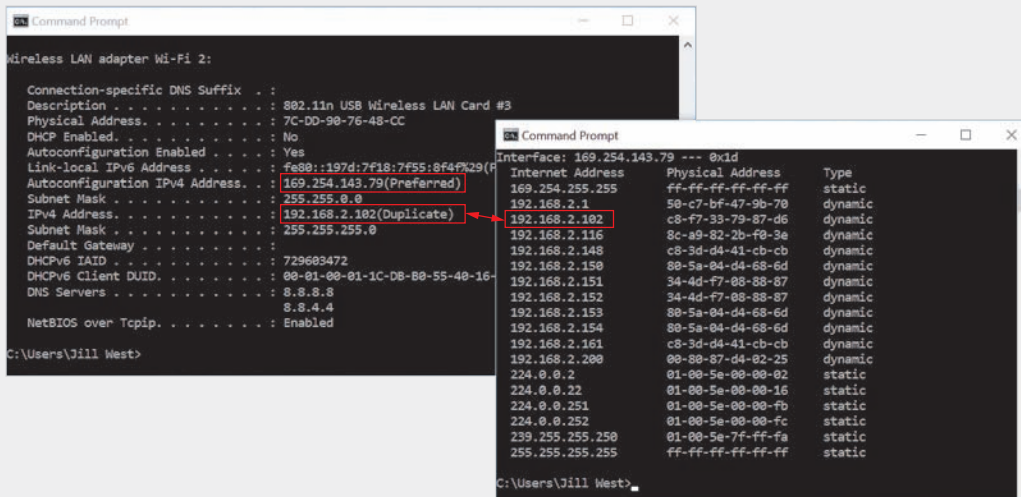 Command Prompt
Wireless LAN adapter Wi-Fi 2:
Connection-specific DNS Suffix . :
Description . . . . . . . . . . . : 802.11n USB Wireless LAN Card #3
Physical Address. . . . . . . . . : 7C-DD-90-76-48-CC
DHCP Enabled. . . . . . . . . . . : No
Autoconfiguration Enabled . . . . : Yes
Link-local IPv6 Address . . . . . : fe80::197d:7f18:7f55:8f4f%29(P
Autoconfiguration IPv4 Address. . : 169.254.143.79(Preferred)
Subnet Mask . . . . . . . . . . . : 255.255.0.0
IPv4 Address. . . . . . . . . . . : 192.168.2.102(Duplicate)
Subnet Mask . . . . . . . . . . . : 255.255.255.0
Default Gateway . . . . . . . . . :
DHCPv6 IAID . . . . . . . . . . . : 729603472
DHCPv6 Client DUID. . . . . . . . : 00-01-00-01-1C-DB-B0-55-40-16-
DNS Servers . . . . . . . . . . . : 8.8.8.8
8.8.4.4
NetBIOS over Tcpip. . . . . . . . : Enabled
C:\Users\Jill West>
Command Prompt
Interface: 169.254.143.79 --- 0x1d
Internet Address Physical Address Type
169.254.255.255 ff-ff-ff-ff-ff-ff static
192.168.2.1 50-c7-bf-47-9b-70 dynamic
192.168.2.102 c8-f7-33-79-87-d6 dynamic
192.168.2.116 8c-a9-82-2b-f0-3e dynamic
192.168.2.148 c8-3d-d4-41-cb-cb dynamic
192.168.2.150 80-5a-04-d4-68-6d dynamic
192.168.2.151 34-4d-f7-08-88-87 dynamic
192.168.2.152 34-4d-f7-08-88-87 dynamic
192.168.2.153 80-5a-04-d4-68-6d dynamic
192.168.2.154 80-5a-04-d4-68-6d dynamic
192.168.2.161 c8-3d-d4-41-cb-cb dynamic
192.168.2.200 00-80-87-d4-02-25 dynamic
224.0.0.2 01-00-5e-00-00-02 static
224.0.0.22 01-00-5e-00-00-16 static
224.0.0.251 01-00-5e-00-00-fb static
224.0.0.252 01-00-5e-00-00-fc static
239.255.255.250 01-00-5e-7f-ff-fa static
255.255.255.255 ff-ff-ff-ff-ff-ff static
C:\Users\Jill West>